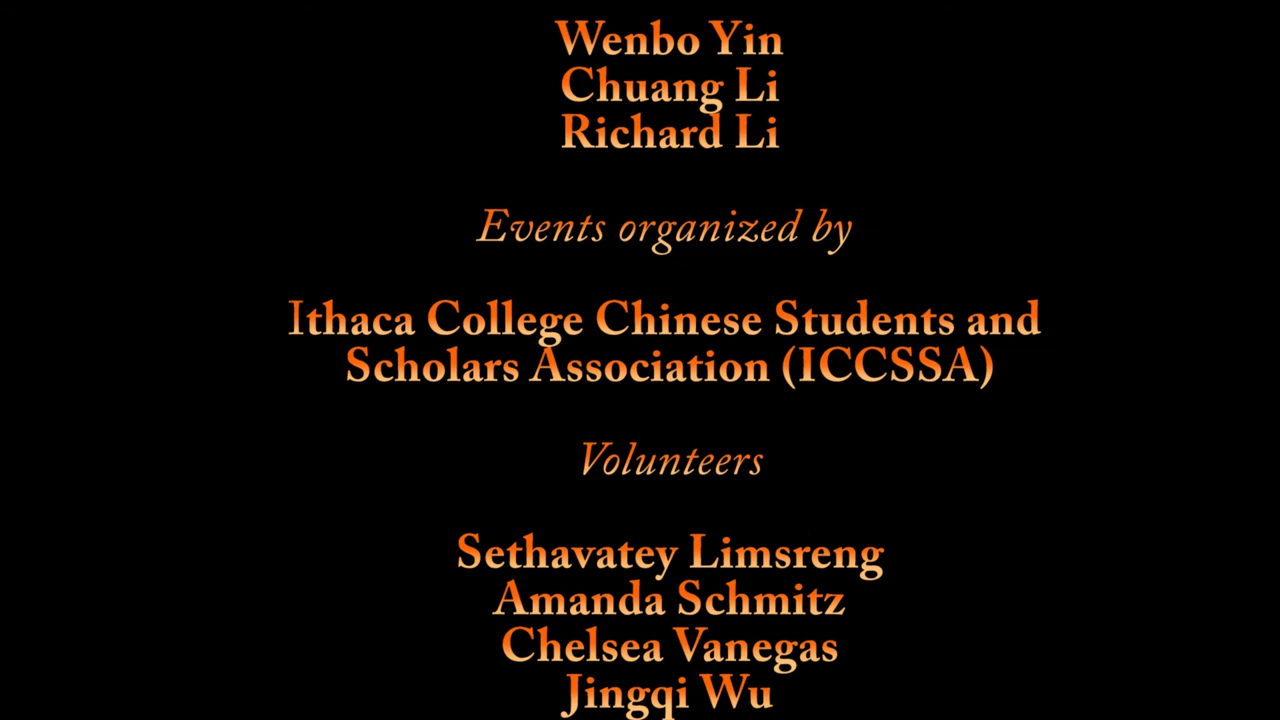 Wenbo Yin
Chuang Li
Richard Li
Events organized by
Ithaca College Chinese Students and
Scholars Association (ICCSSA)
Volunteers
Sethavatey Limsreng
Amanda Schmitz
Chelsea Vanegas
Jingqi Wu